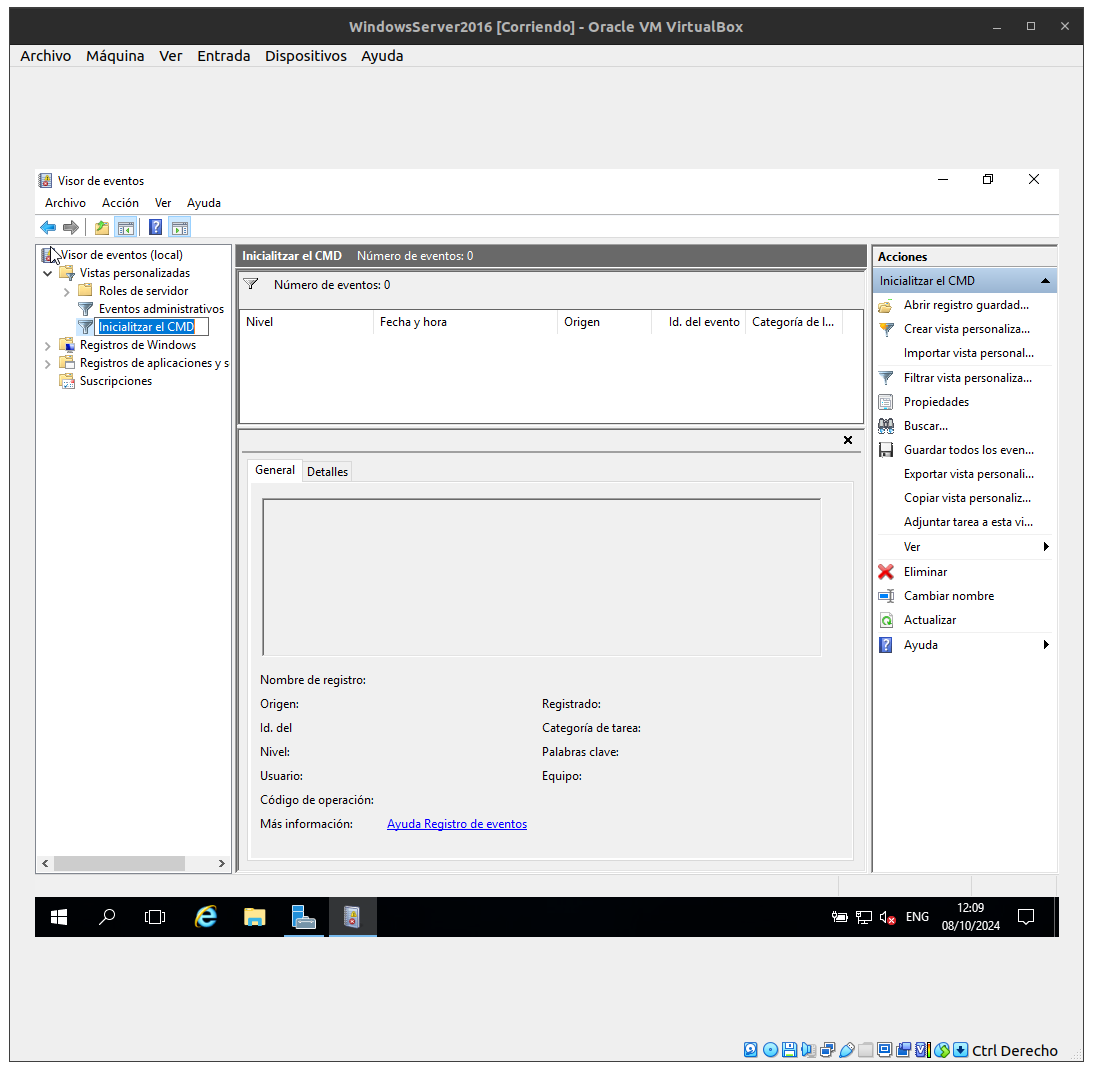 WindowsServer2016 [Corriendo] - Oracle VM VirtualBox
Archivo Máquina Ver Entrada Dispositivos Ayuda
Visor de eventos
Archivo Acción Ver Ayuda
Visor de eventos (local)
Vistas personalizadas
Roles de servidor
Eventos administrativos
Inicialitzar el CMD
Registros de Windows
Registros de aplicaciones y s
Suscripciones
Inicialitzar el CMD Número de eventos: 0
Número de eventos: 0
Nivel Fecha y hora Origen Id. del evento Categoría de l...
General Detalles
Nombre de registro:
Origen: Registrado:
Id. del Categoría de tarea:
Nivel: Palabras clave:
Usuario: Equipo:
Código de operación:
Más información: Ayuda Registro de eventos
Acciones
Inicialitzar el CMD
Abrir registro guardad...
Crear vista personaliza...
Importar vista personal...
Filtrar vista personaliza...
Propiedades
Buscar...
Guardar todos los even...
Exportar vista personali...
Copiar vista personaliz...
Adjuntar tarea a esta vi...
Ver
Eliminar
Cambiar nombre
Actualizar
Ayuda
ENG
12:09
08/10/2024
Ctrl Derecho